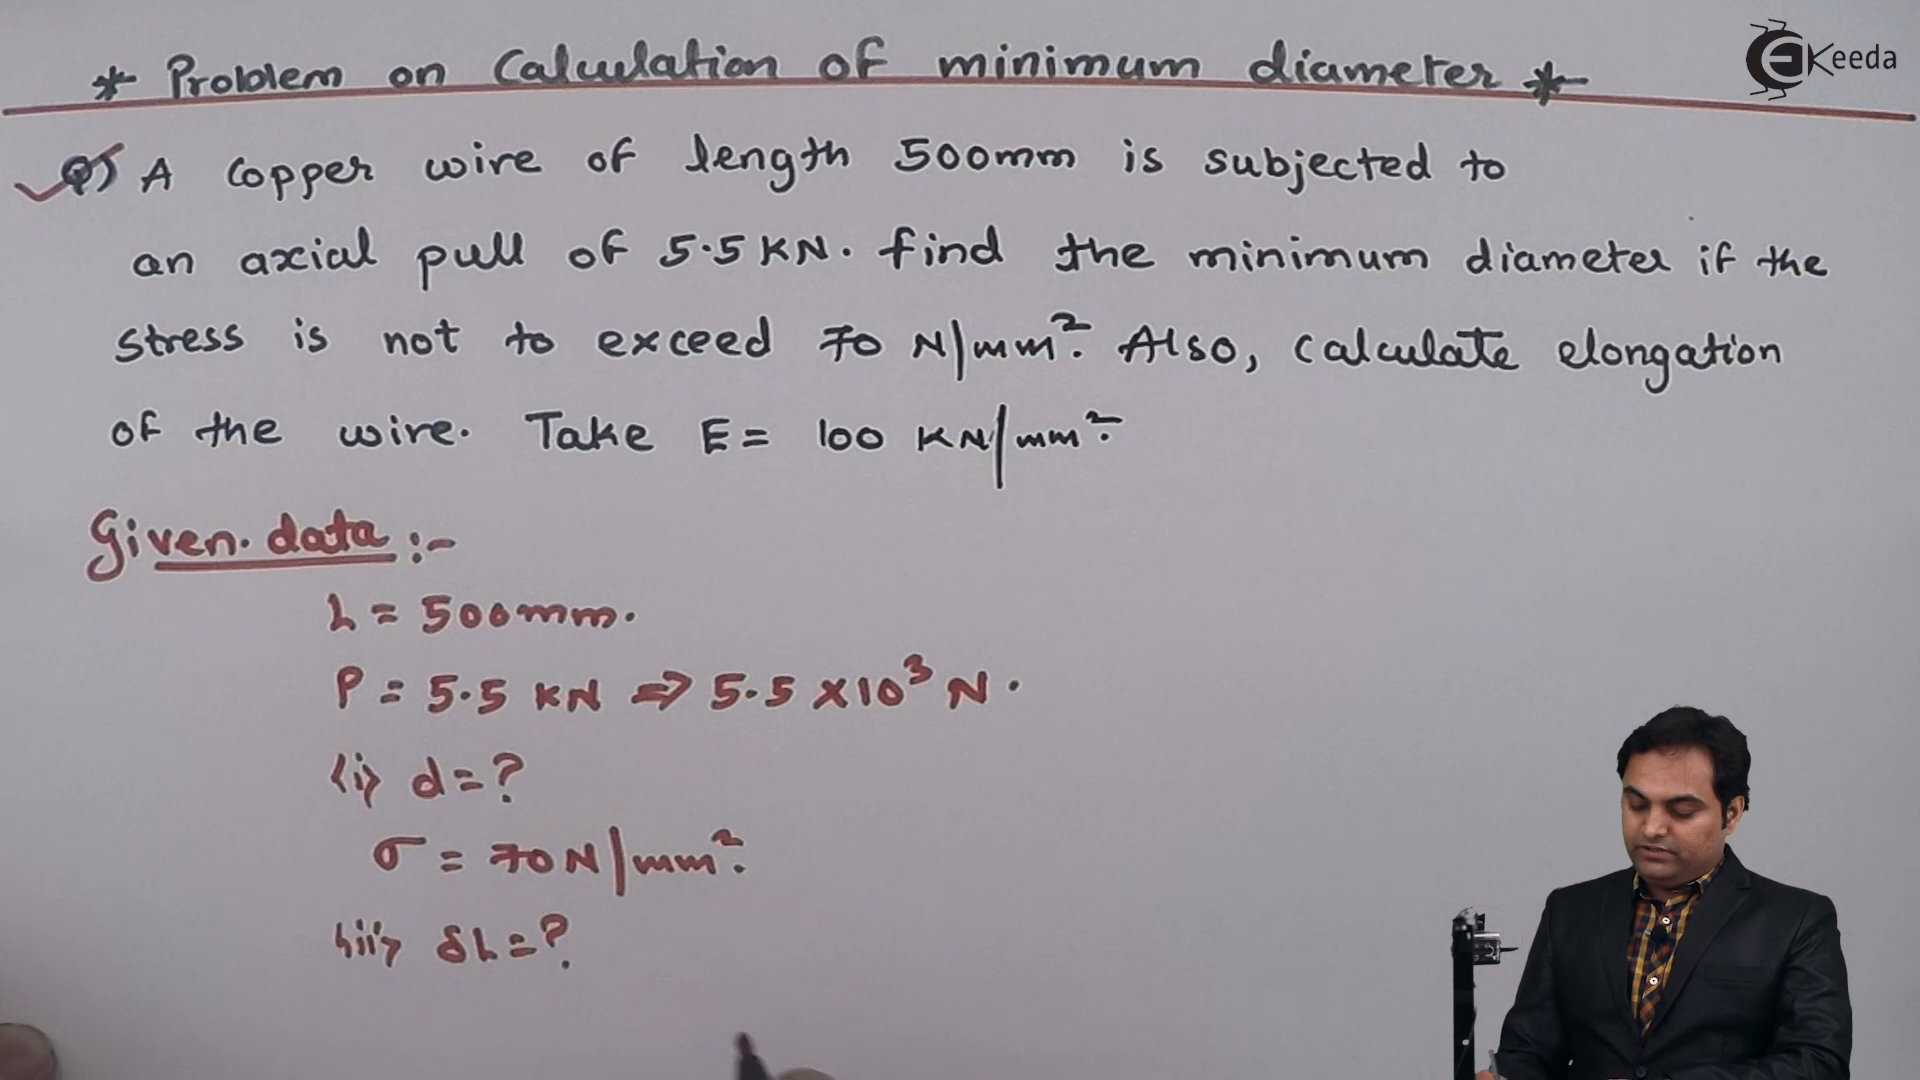 * Problem on Calculation of minimum diameter *
Keeda
Q) A copper wire of length 500mm is subjected to
an axial pull of 5.5 KN. find the minimum diameter if the
stress is not to exceed 70 N/mm². Also, calculate elongation
of the wire. Take E = 100 KN/mm².
Given data :-
L = 500mm.
P = 5.5 KN ⇒ 5.5 × 10³ N.
(i) d = ?
σ = 70 N/mm².
(ii) δL = ?